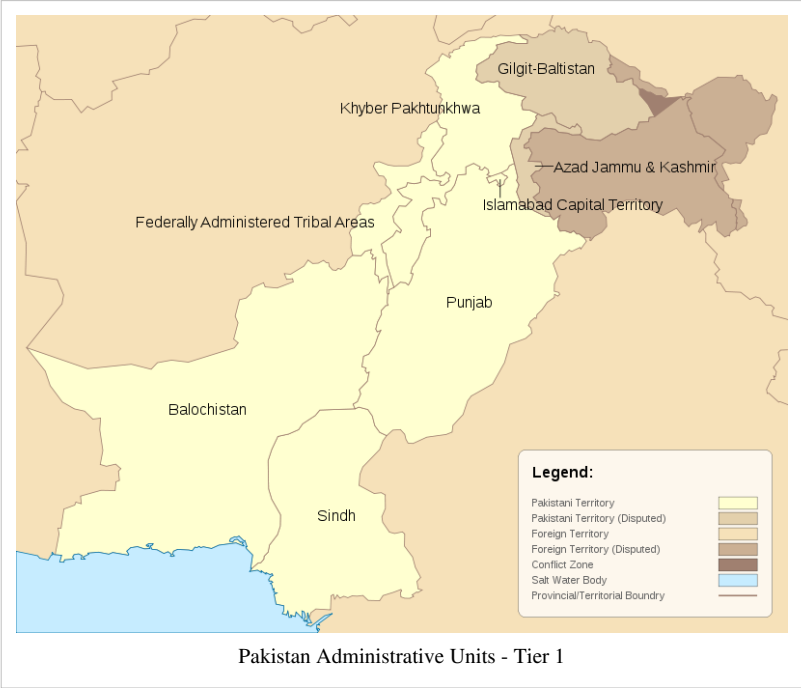 Gilgit-Baltistan
Khyber Pakhtunkhwa
Azad Jammu & Kashmir
Islamabad Capital Territory
Federally Administered Tribal Areas
Punjab
Balochistan
Sindh
Legend:
Pakistani Territory
Pakistani Territory (Disputed)
Foreign Territory
Foreign Territory (Disputed)
Conflict Zone
Salt Water Body
Provincial/Territorial Boundry
Pakistan Administrative Units - Tier 1